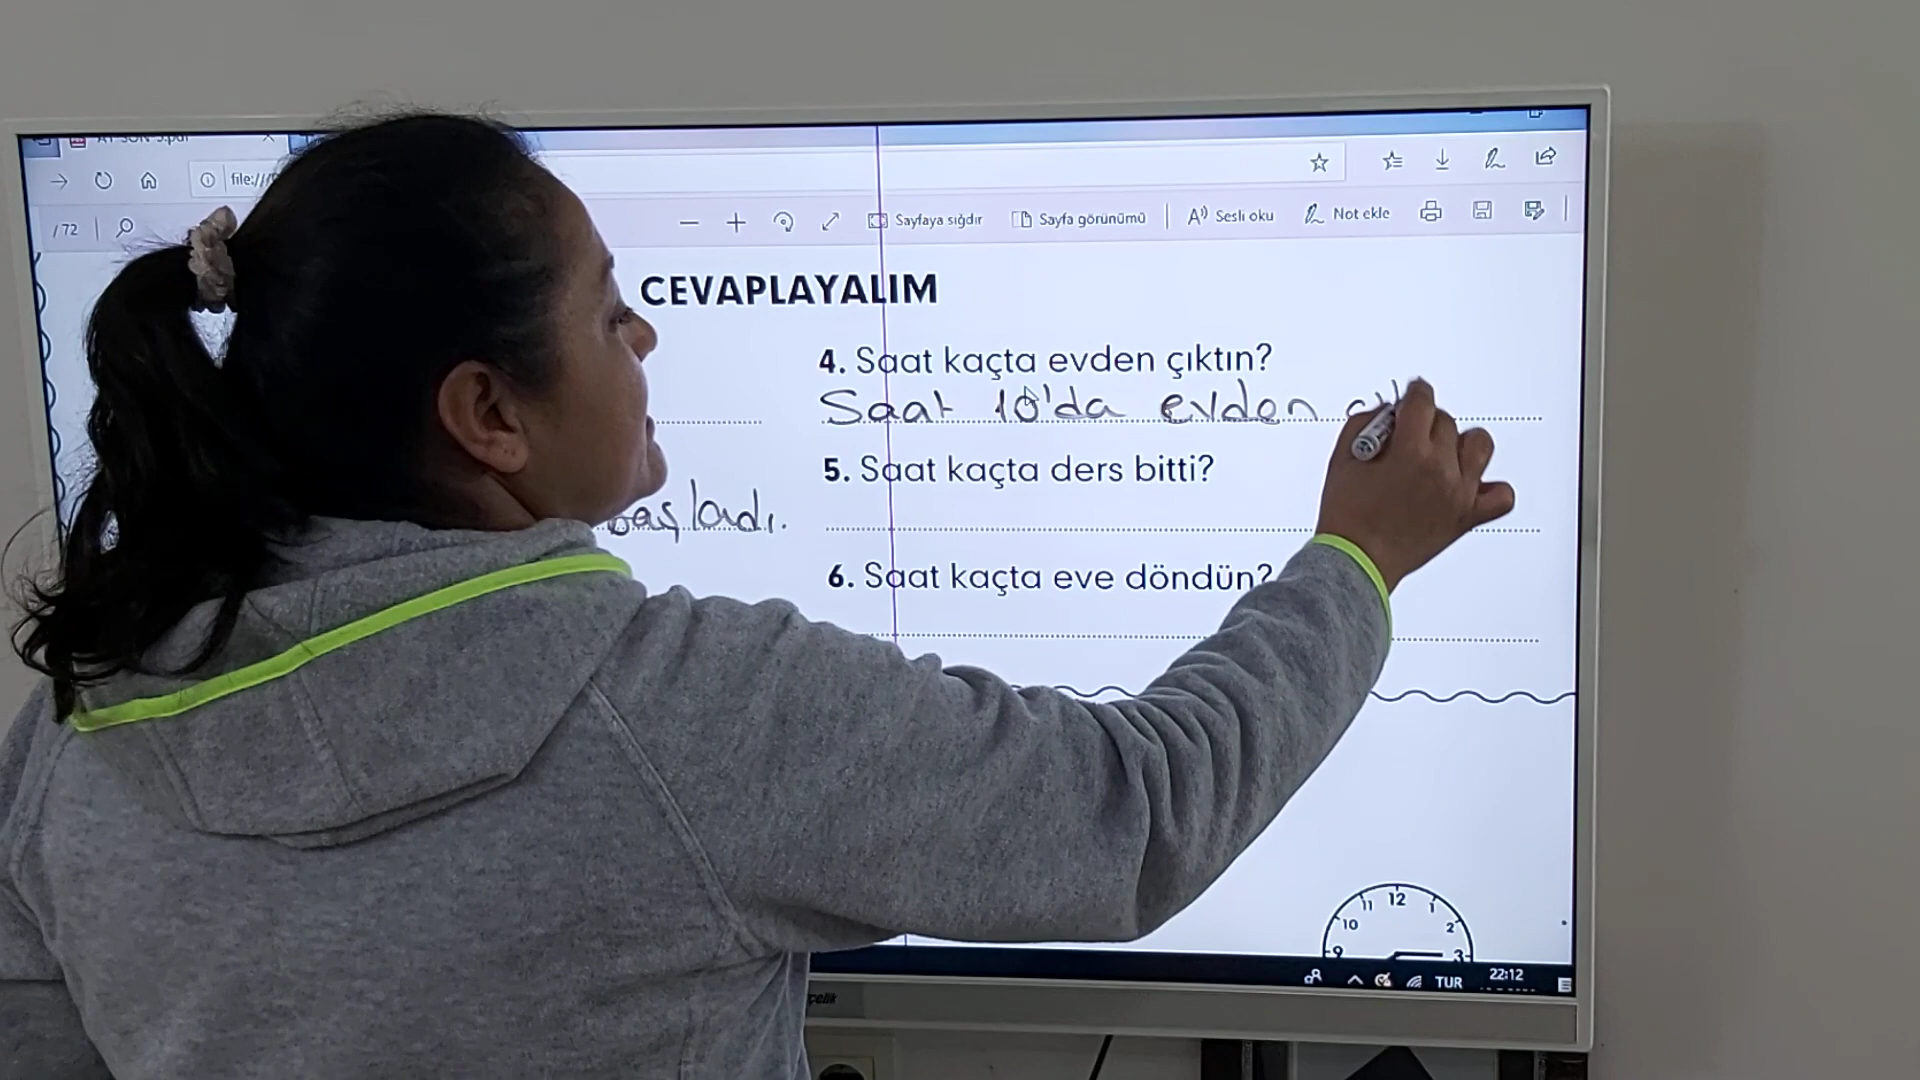 file:///
/72
Sayfaya sığdır
Sayfa görünümü
Sesli oku
Not ekle
CEVAPLAYALIM
4. Saat kaçta evden çıktın?
Saat 10'da evden
5. Saat kaçta ders bitti?
başladı.
6. Saat kaçta eve döndün?
11 12 1
10 2
9 3
TUR 22:12